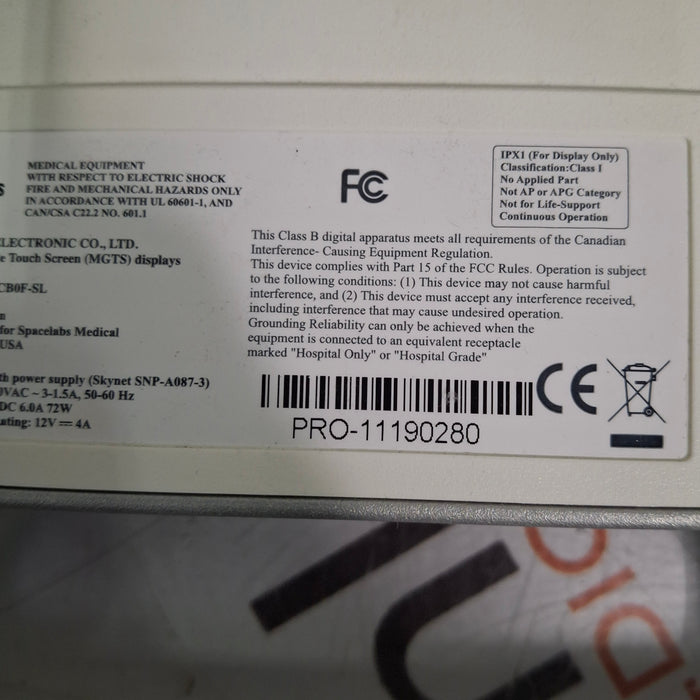 S
MEDICAL EQUIPMENT
WITH RESPECT TO ELECTRIC SHOCK
FIRE AND MECHANICAL HAZARDS ONLY
IN ACCORDANCE WITH UL 60601-1, AND
CAN/CSA C22.2 NO. 601.1
FC
IPX1 (For Display Only)
Classification:Class I
No Applied Part
Not AP or APG Category
Not for Life-Support
Continuous Operation
LECTRONIC CO., LTD.
e Touch Screen (MGTS) displays
CB0F-SL
n
for Spacelabs Medical
USA
th power supply (Skynet SNP-A087-3)
0VAC ~ 3-1.5A, 50-60 Hz
DC 6.0A 72W
ating: 12V⎓4A
This Class B digital apparatus meets all requirements of the Canadian
Interference- Causing Equipment Regulation.
This device complies with Part 15 of the FCC Rules. Operation is subject
to the following conditions: (1) This device may not cause harmful
interference, and (2) This device must accept any interference received,
including interference that may cause undesired operation.
Grounding Reliability can only be achieved when the
equipment is connected to an equivalent receptacle
marked "Hospital Only" or "Hospital Grade"
CE
PRO-11190280